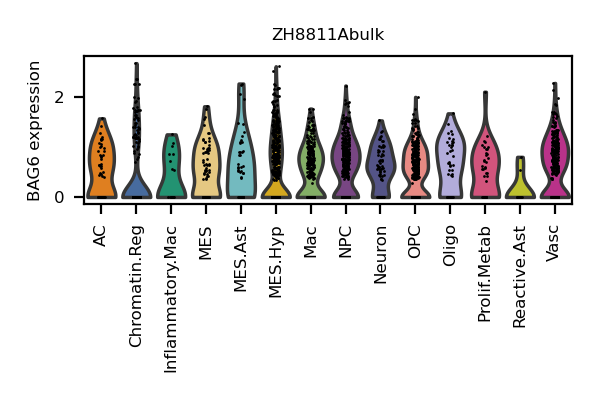 ZH8811Abulk
BAG6 expression
2
0
AC
Chromatin.Reg
Inflammatory.Mac
MES
MES.Ast
MES.Hyp
Mac
NPC
Neuron
OPC
Oligo
Prolif.Metab
Reactive.Ast
Vasc